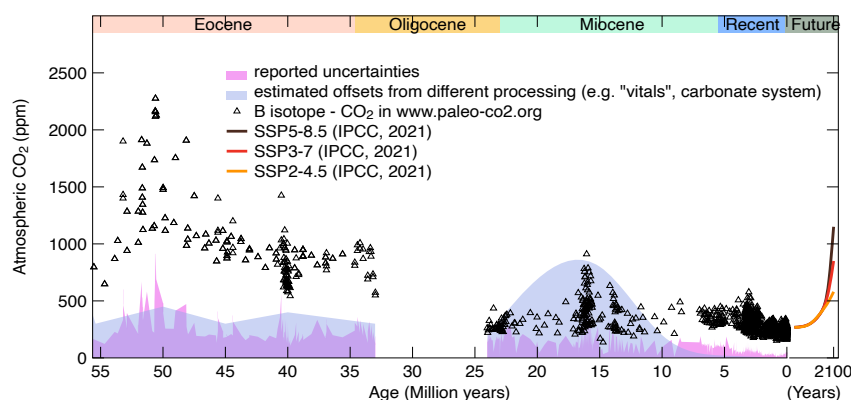 Eocene Oligocene Miocene Recent Future
2500
2000
1500
1000
500
0
Atmospheric CO2 (ppm)
reported uncertainties
estimated offsets from different processing (e.g. "vitals", carbonate system)
B isotope - CO2 in www.paleo-co2.org
SSP5-8.5 (IPCC, 2021)
SSP3-7 (IPCC, 2021)
SSP2-4.5 (IPCC, 2021)
55 50 45 40 35 30 25 20 15 10 5 0 2100
Age (Million years) (Years)